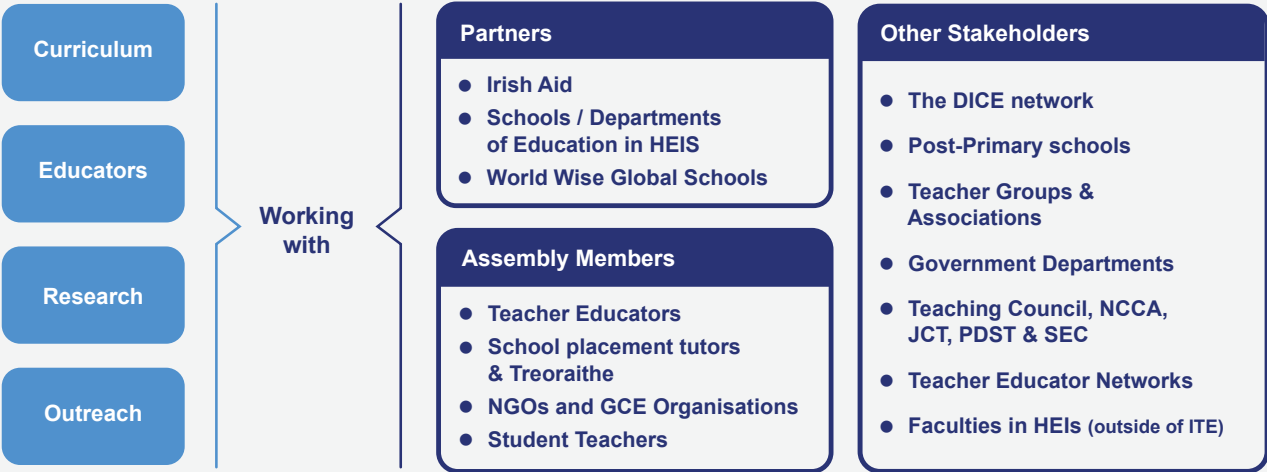 Curriculum
Educators
Research
Outreach
Working
with
Partners
● Irish Aid
● Schools / Departments
of Education in HEIS
● World Wise Global Schools
Assembly Members
● Teacher Educators
● School placement tutors
& Treoraithe
● NGOs and GCE Organisations
● Student Teachers
Other Stakeholders
● The DICE network
● Post-Primary schools
● Teacher Groups &
Associations
● Government Departments
● Teaching Council, NCCA,
JCT, PDST & SEC
● Teacher Educator Networks
● Faculties in HEIs (outside of ITE)